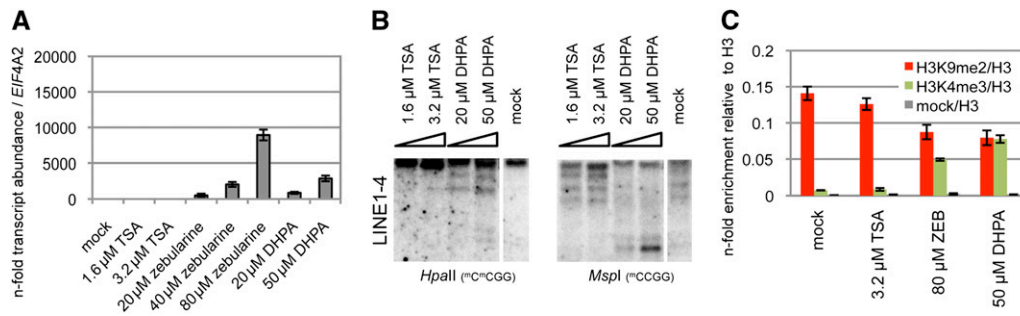 A
n-fold transcript abundance / EIF4A2
20000
15000
10000
5000
0
mock
1.6 µM TSA
3.2 µM TSA
20 µM zebularine
40 µM zebularine
80 µM zebularine
20 µM DHPA
50 µM DHPA
B
1.6 µM TSA
3.2 µM TSA
20 µM DHPA
50 µM DHPA
mock
1.6 µM TSA
3.2 µM TSA
20 µM DHPA
50 µM DHPA
mock
LINE1-4
HpaII (mCmCGG)
MspI (mCCGG)
C
n-fold enrichment relative to H3
0.2
0.15
0.1
0.05
0
H3K9me2/H3
H3K4me3/H3
mock/H3
mock
3.2 µM TSA
80 µM ZEB
50 µM DHPA